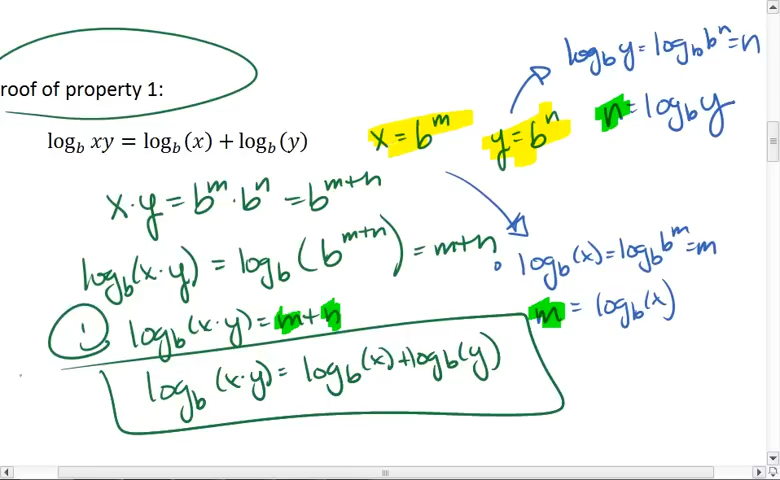 log_b y = log_b b^n = n
roof of property 1:
x = b^m y = b^n n = log_b y
log_b xy = log_b(x) + log_b(y)
x·y = b^m · b^n = b^(m+n)
log_b(x·y) = log_b(b^(m+n)) = m+n
log_b(x) = log_b b^m = m
1 log_b(x·y) = m+n
m = log_b(x)
log_b(x·y) = log_b(x) + log_b(y)